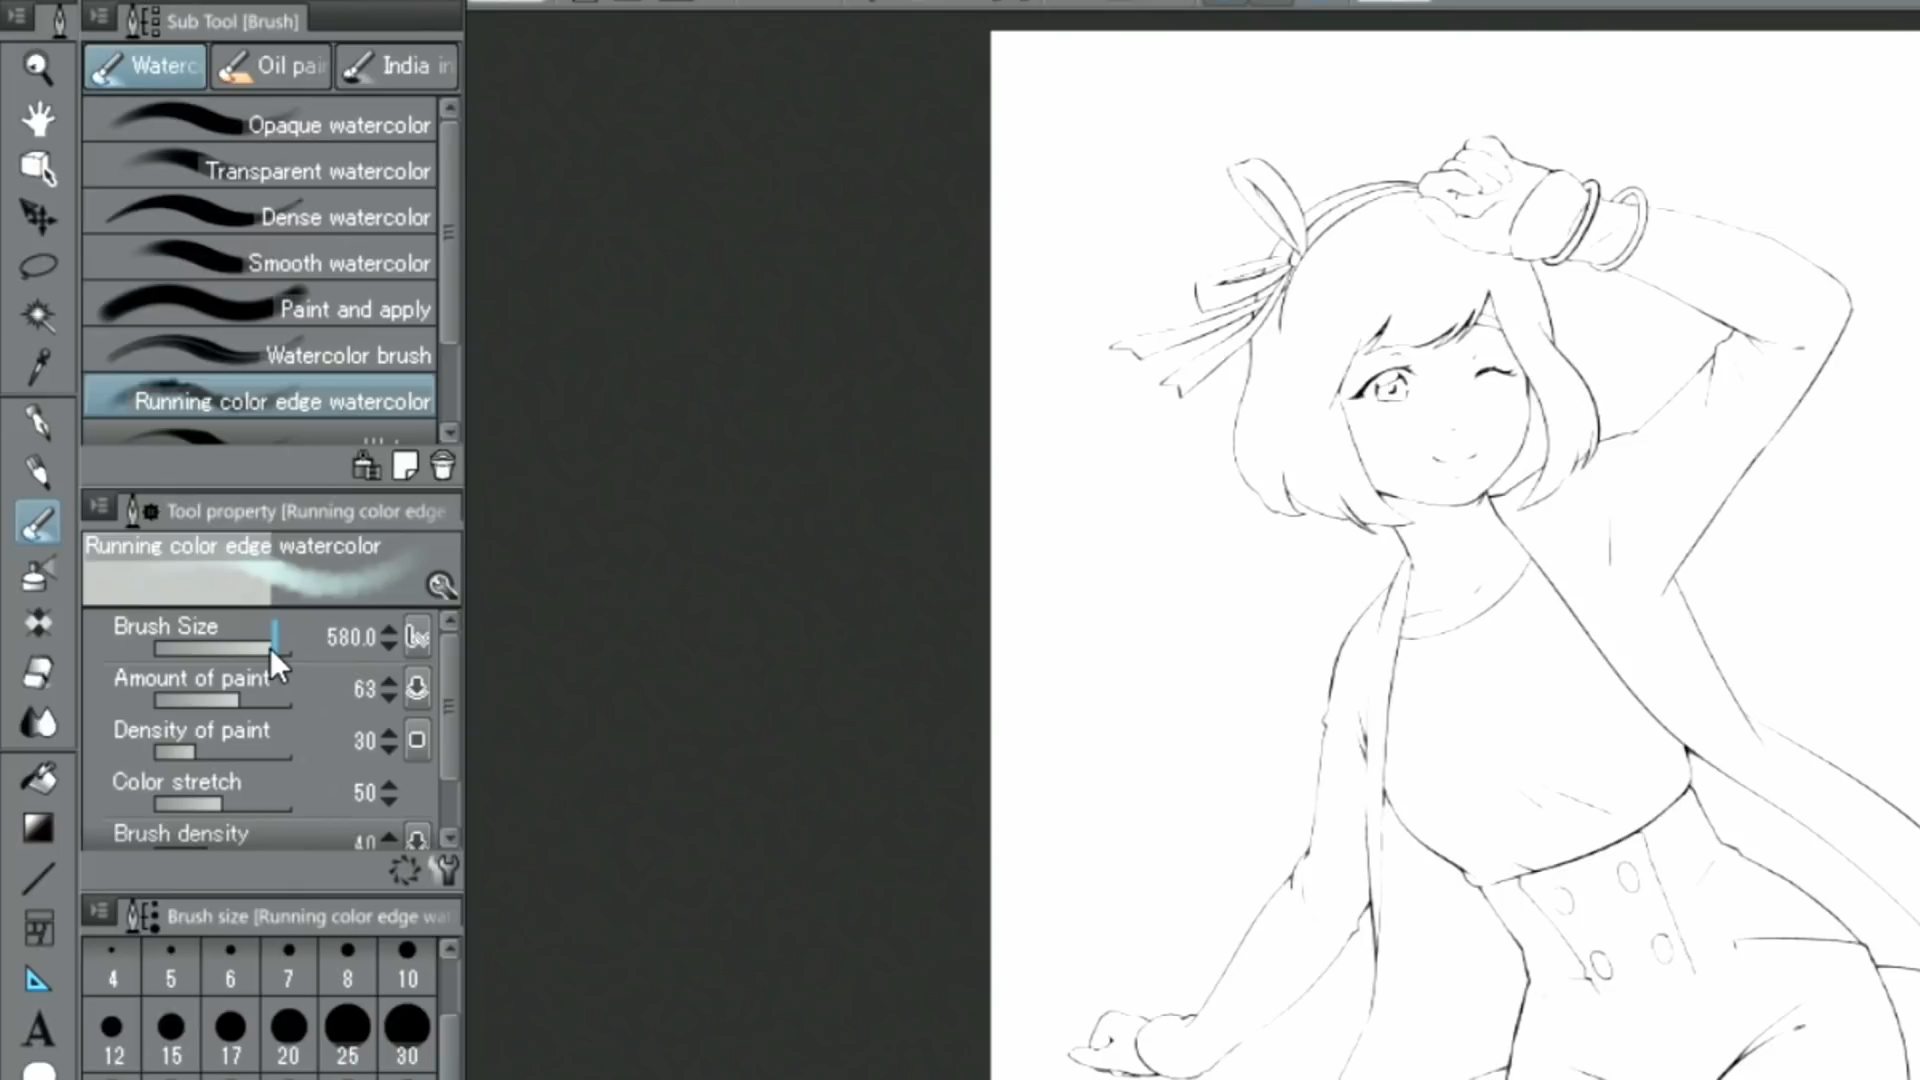 Sub Tool [Brush]
Waterc Oil pain India in
Opaque watercolor
Transparent watercolor
Dense watercolor
Smooth watercolor
Paint and apply
Watercolor brush
Running color edge watercolor
Tool property [Running color edge
Running color edge watercolor
Brush Size 580.0
Amount of paint 63
Density of paint 30
Color stretch 50
Brush density 40
Brush size [Running color edge wa
4 5 6 7 8 10
12 15 17 20 25 30
A